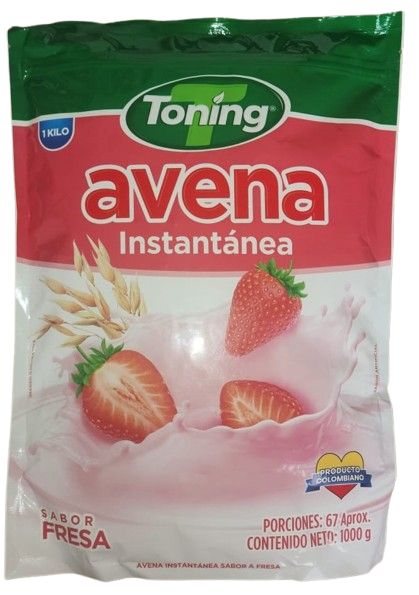 Toning®
1 KILO
avena
Instantánea
PRODUCTO
COLOMBIANO
SABOR
FRESA
PORCIONES: 67 Aprox.
CONTENIDO NETO: 1000 g
AVENA INSTANTÁNEA SABOR A FRESA